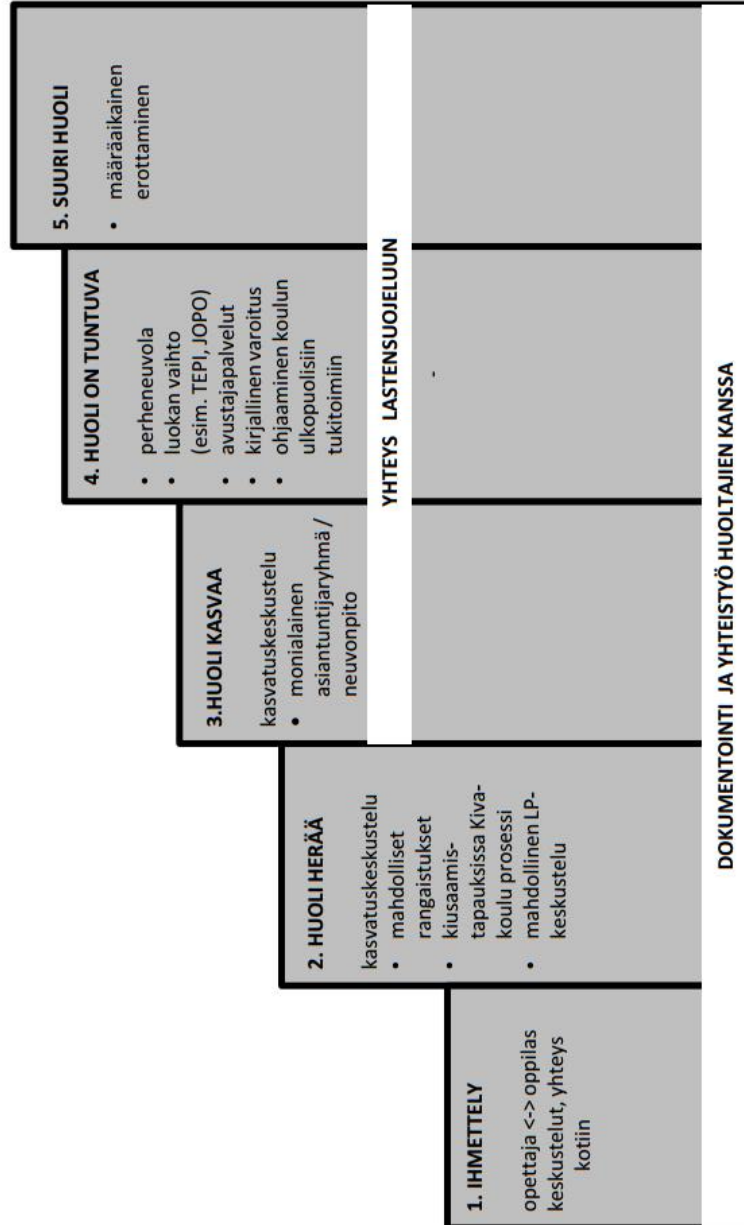 1. IHMETTELY
opettaja <-> oppilas
keskustelut, yhteys
kotiin
2. HUOLI HERÄÄ
kasvatuskeskustelu
• mahdolliset
rangaistukset
• kiusaamis-
tapauksissa Kiva-
koulu prosessi
• mahdollinen LP-
keskustelu
3.HUOLI KASVAA
kasvatuskeskustelu
• monialainen
asiantuntijaryhmä /
neuvonpito
4. HUOLI ON TUNTUVA
• perheneuvola
• luokan vaihto
(esim. TEPI, JOPO)
• avustajapalvelut
• kirjallinen varoitus
• ohjaaminen koulun
ulkopuolisiin
tukitoimiin
-
5. SUURI HUOLI
• määräaikainen
erottaminen
YHTEYS LASTENSUOJELUUN
DOKUMENTOINTI JA YHTEISTYÖ HUOLTAJIEN KANSSA